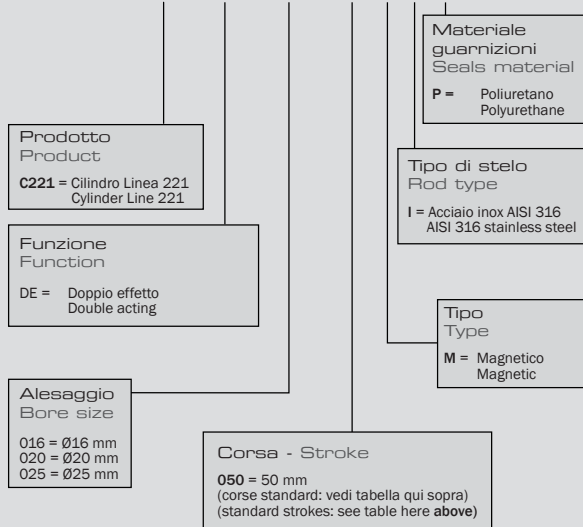 Materiale
guarnizioni
Seals material
P = Poliuretano
Polyurethane
Prodotto
Product
C221 = Cilindro Linea 221
Cylinder Line 221
Tipo di stelo
Rod type
I = Acciaio inox AISI 316
AISI 316 stainless steel
Funzione
Function
DE = Doppio effetto
Double acting
Tipo
Type
M = Magnetico
Magnetic
Alesaggio
Bore size
016 = Ø16 mm
020 = Ø20 mm
025 = Ø25 mm
Corsa - Stroke
050 = 50 mm
(corse standard: vedi tabella qui sopra)
(standard strokes: see table here above)